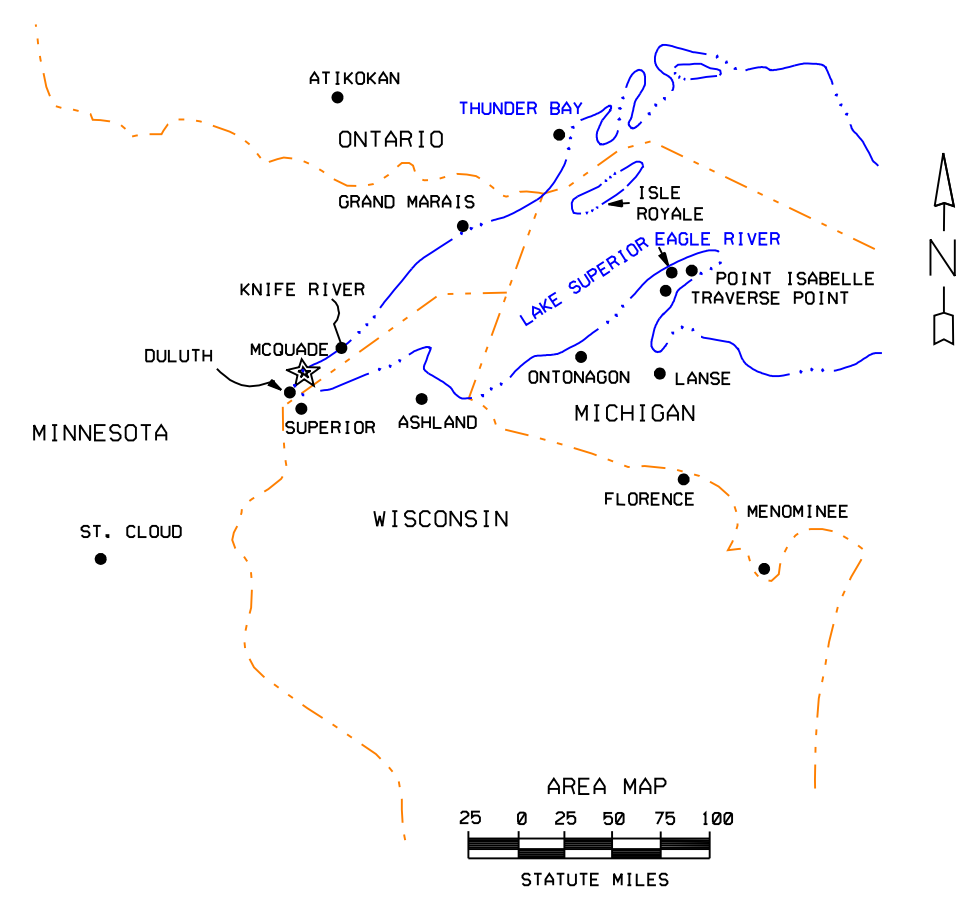 ATIKOKAN
THUNDER BAY
ONTARIO
GRAND MARAIS
ISLE
ROYALE
N
LAKE SUPERIOR
EAGLE RIVER
POINT ISABELLE
TRAVERSE POINT
KNIFE RIVER
MCQUADE
DULUTH
ONTONAGON
LANSE
MICHIGAN
MINNESOTA
SUPERIOR
ASHLAND
FLORENCE
MENOMINEE
WISCONSIN
ST. CLOUD
AREA MAP
25 0 25 50 75 100
STATUTE MILES